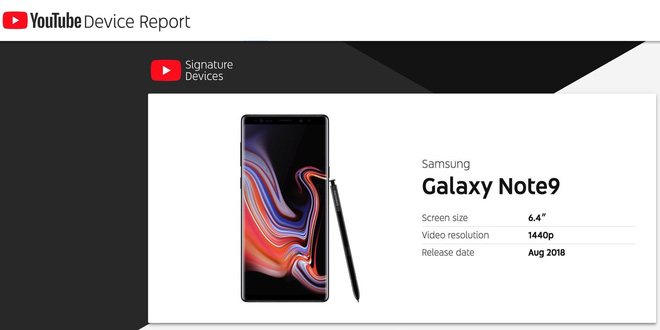 YouTube Device Report
Signature
Devices
Samsung
Galaxy Note9
Screen size 6.4″
Video resolution 1440p
Release date Aug 2018